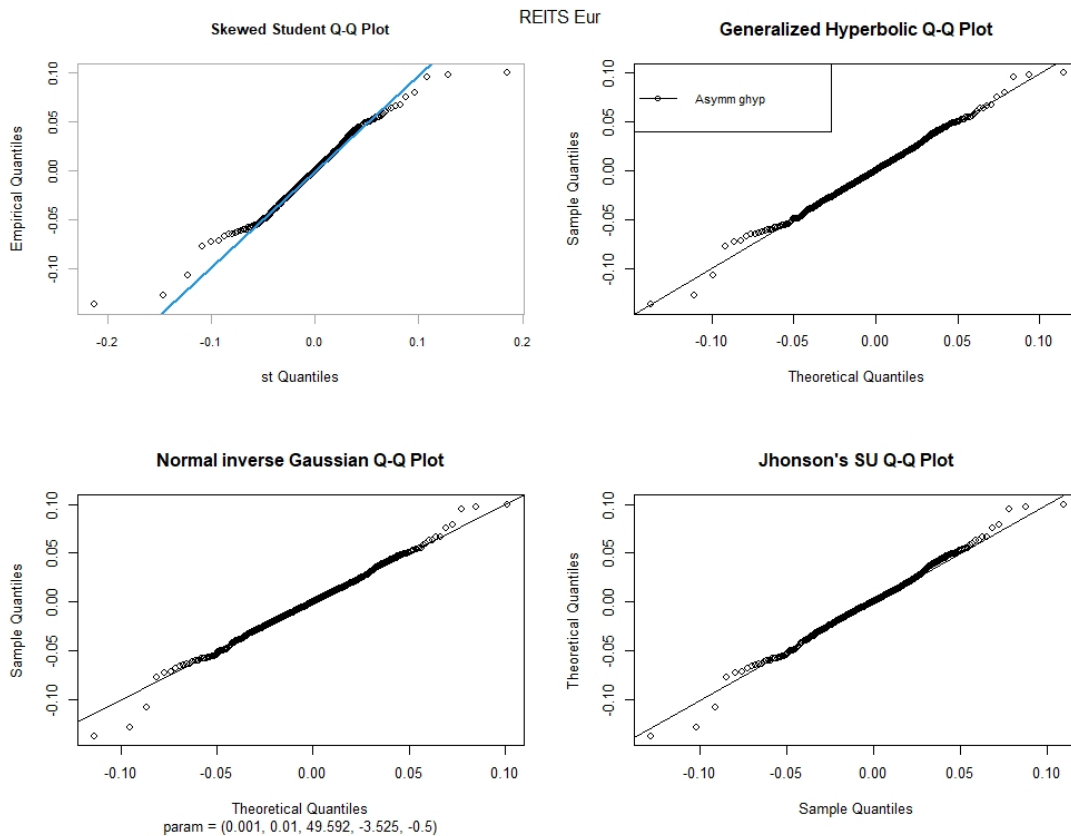 REITS Eur
Skewed Student Q-Q Plot
Empirical Quantiles
0.10
0.05
0.00
-0.05
-0.10
-0.2 -0.1 0.0 0.1 0.2
st Quantiles
Generalized Hyperbolic Q-Q Plot
Asymm ghyp
Sample Quantiles
0.10
0.05
0.00
-0.05
-0.10
-0.10 -0.05 0.00 0.05 0.10
Theoretical Quantiles
Normal inverse Gaussian Q-Q Plot
Sample Quantiles
0.10
0.05
0.00
-0.05
-0.10
-0.10 -0.05 0.00 0.05 0.10
Theoretical Quantiles
param = (0.001, 0.01, 49.592, -3.525, -0.5)
Jhonson's SU Q-Q Plot
Theoretical Quantiles
0.10
0.05
0.00
-0.05
-0.10
-0.10 -0.05 0.00 0.05 0.10
Sample Quantiles